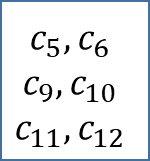 c₅, c₆
c₉, c₁₀
c₁₁, c₁₂